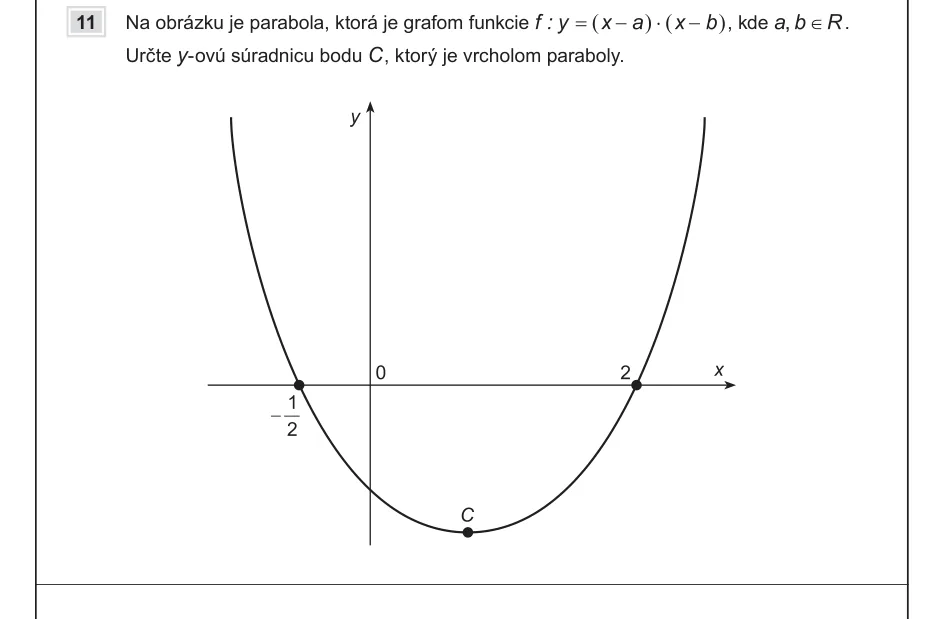 11 Na obrázku je parabola, ktorá je grafom funkcie f : y = (x − a) · (x − b), kde a, b ∈ R.
Určte y-ovú súradnicu bodu C, ktorý je vrcholom paraboly.
y
0
2
x
−1/2
C